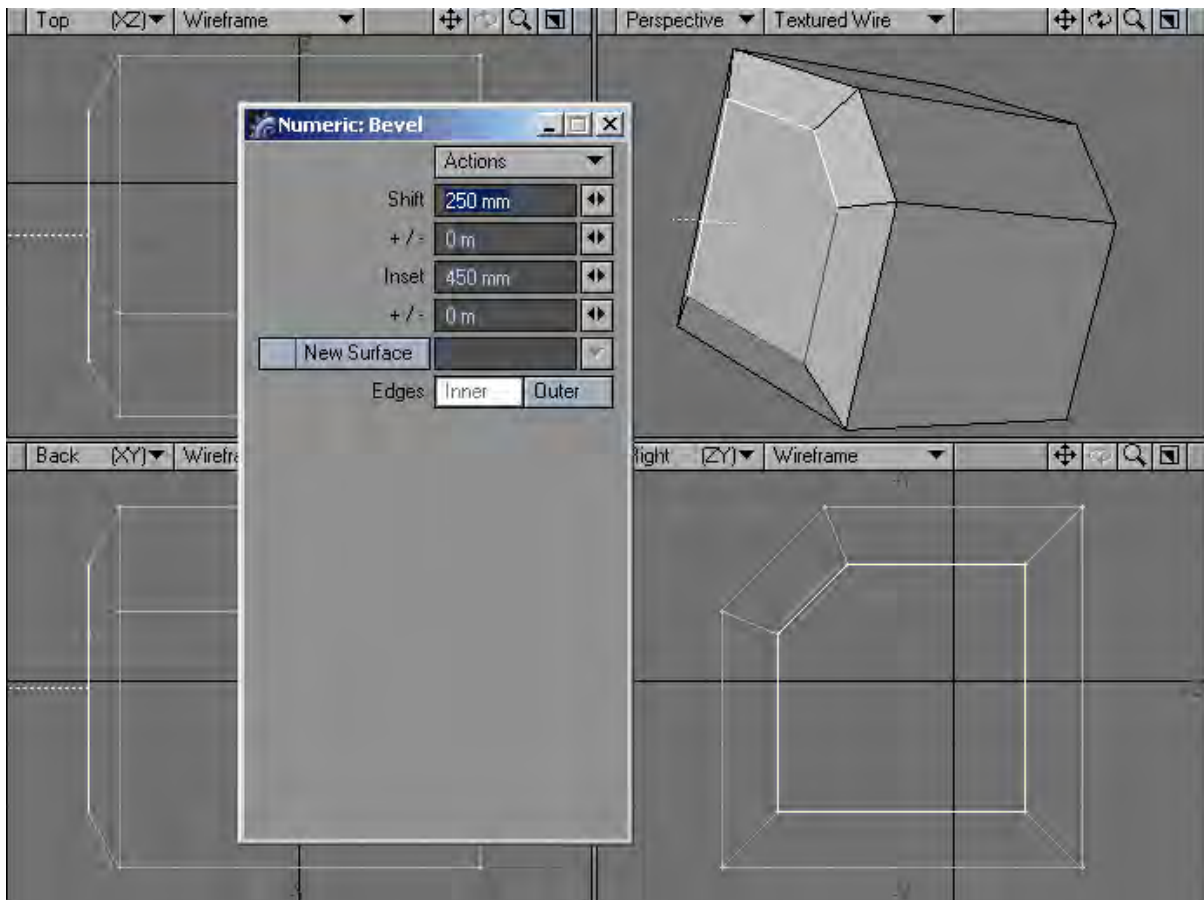 Top (XZ) Wireframe
Perspective Textured Wire
Numeric: Bevel
Actions
Shift 250 mm
+ / - 0 m
Inset 450 mm
+ / - 0 m
New Surface
Edges Inner Outer
Back (XY) Wirefr
Right (ZY) Wireframe